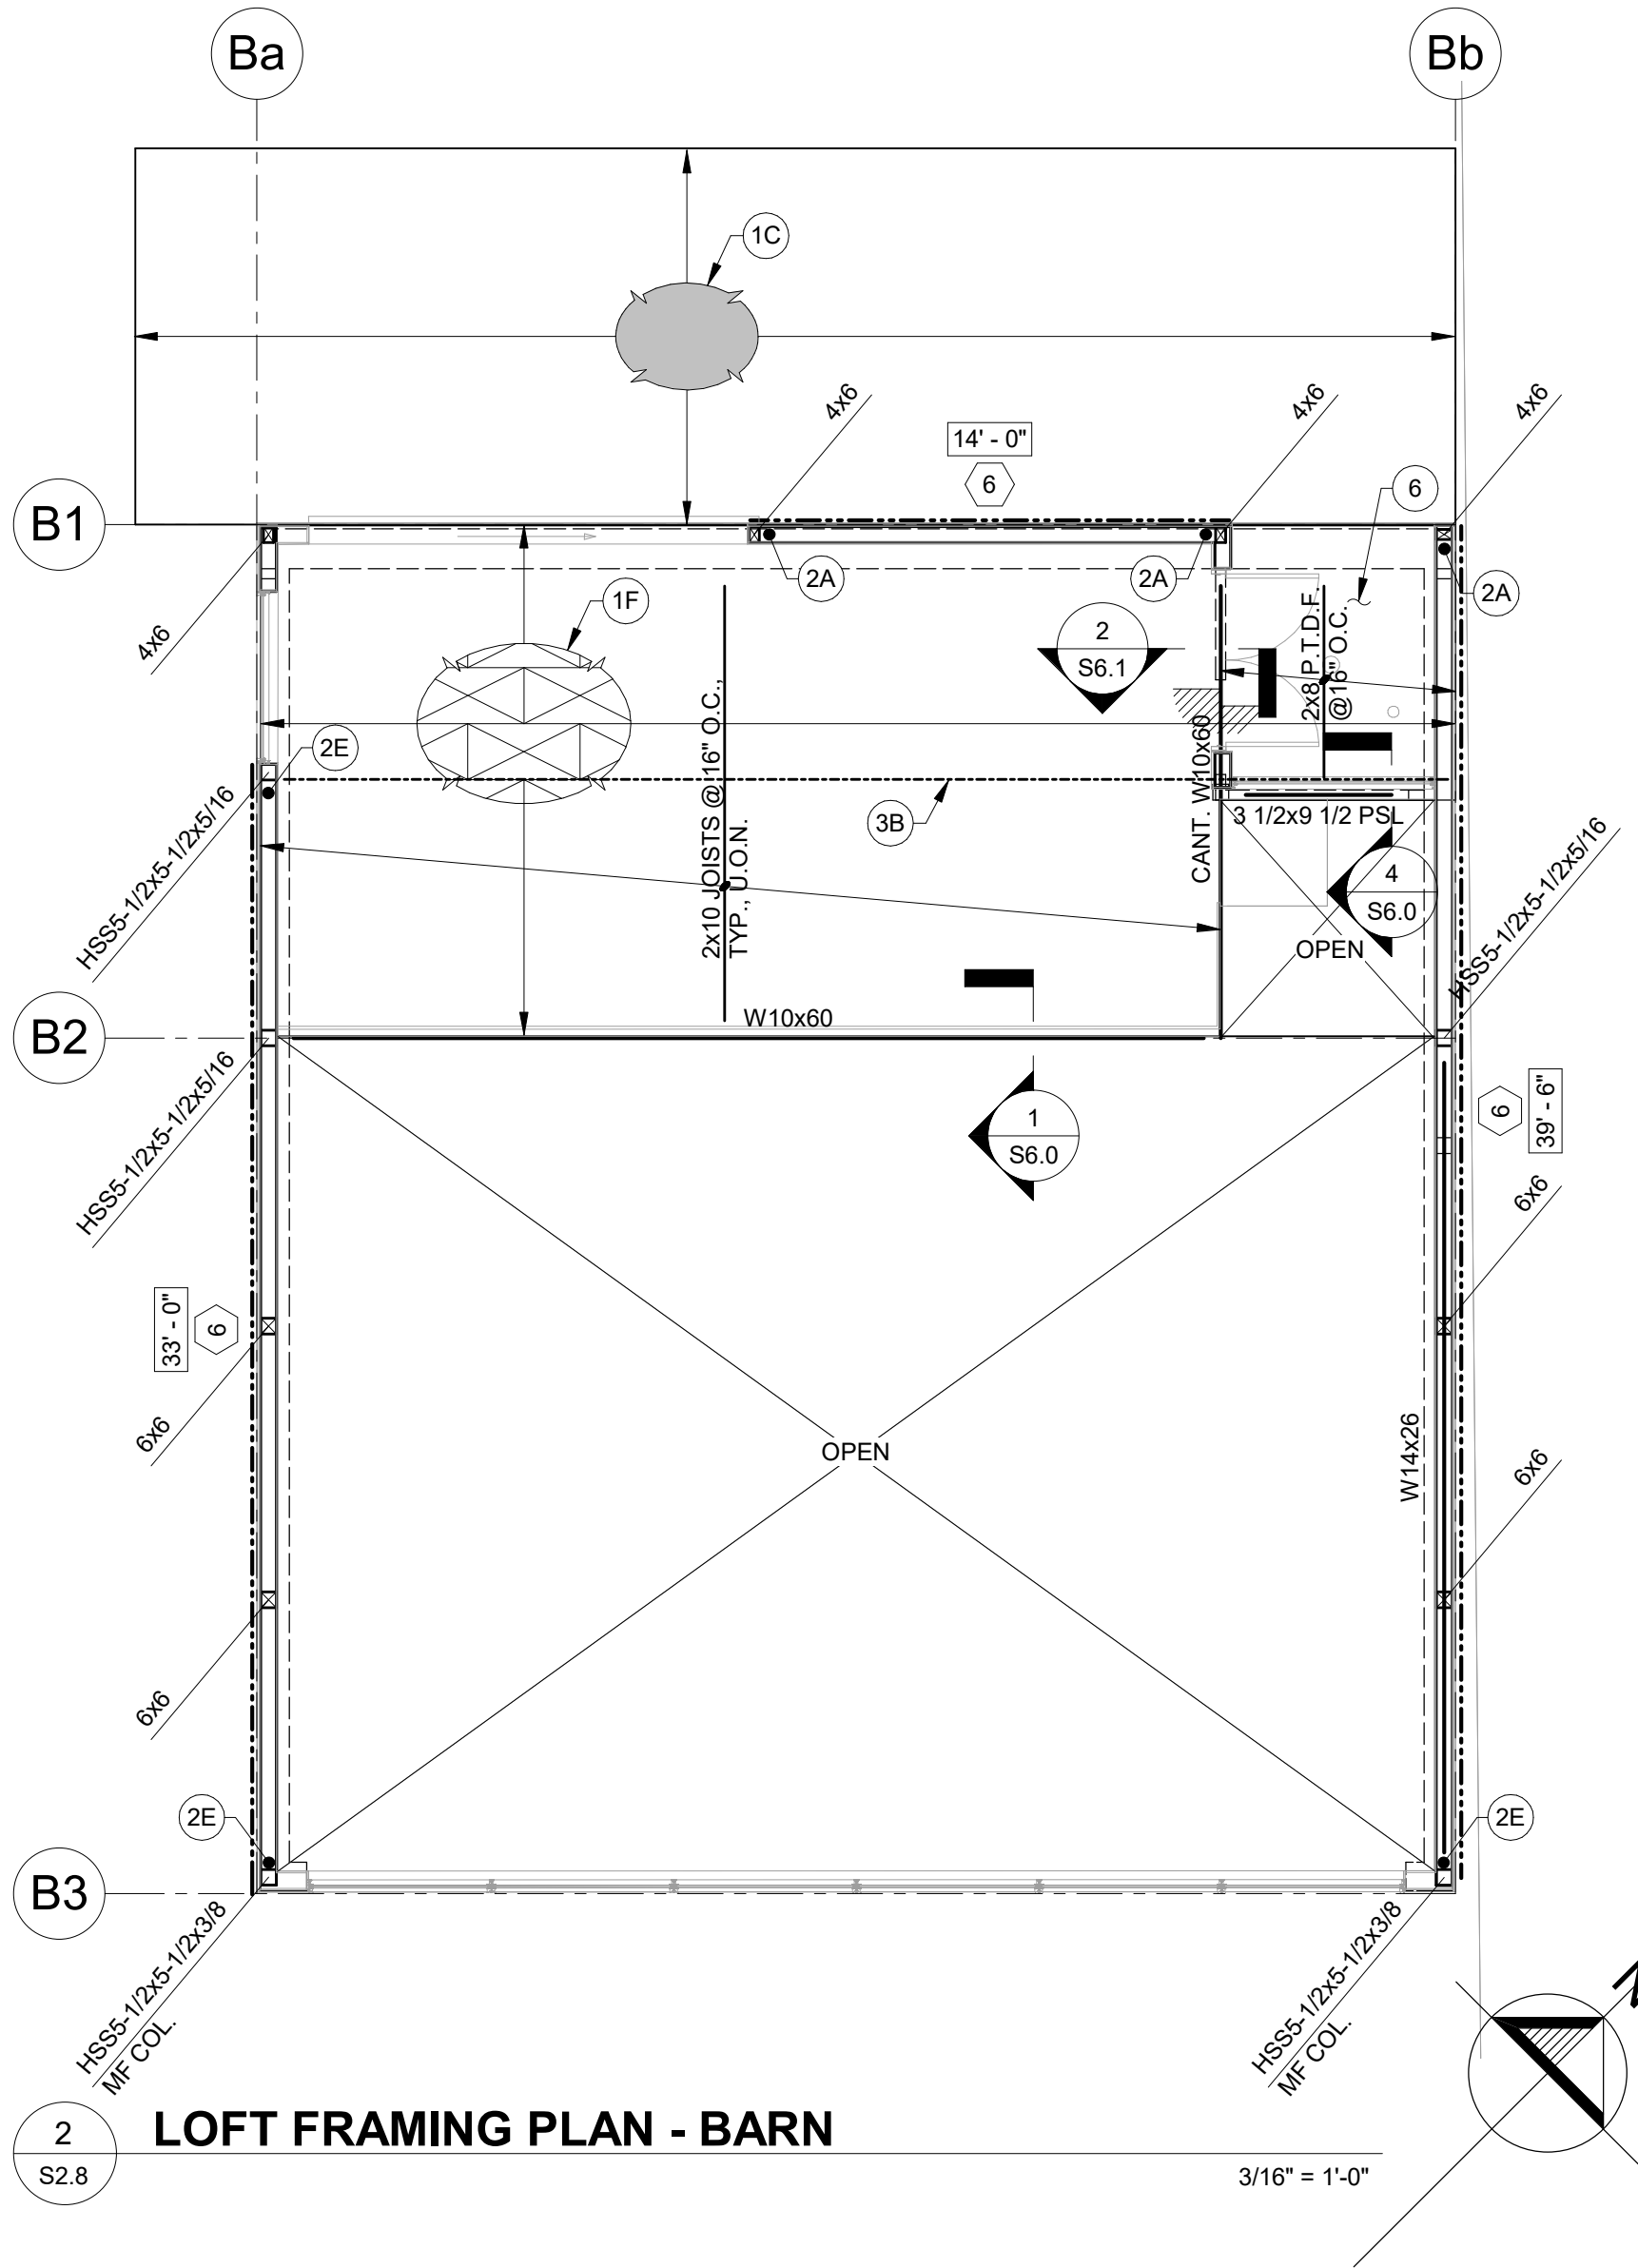 Ba
Bb
1C
4x6
4x6
4x6
14' - 0"
6
6
B1
2A
2A
2A
1F
4x6
2
S6.1
2x8 P.T.D.F.
@16" O.C.
2E
2x10 JOISTS @ 16" O.C.,
TYP., U.O.N.
CANT. W10x60
3B
3 1/2x9 1/2 PSL
HSS5-1/2x5-1/2x5/16
4
S6.0
HSS5-1/2x5-1/2x5/16
OPEN
W10x60
B2
HSS5-1/2x5-1/2x5/16
1
S6.0
6
39' - 6"
6x6
33' - 0"
6
6x6
OPEN
W14x26
6x6
6x6
2E
2E
B3
HSS5-1/2x5-1/2x3/8
MF COL.
HSS5-1/2x5-1/2x3/8
MF COL.
2
S2.8
LOFT FRAMING PLAN - BARN
3/16" = 1'-0"